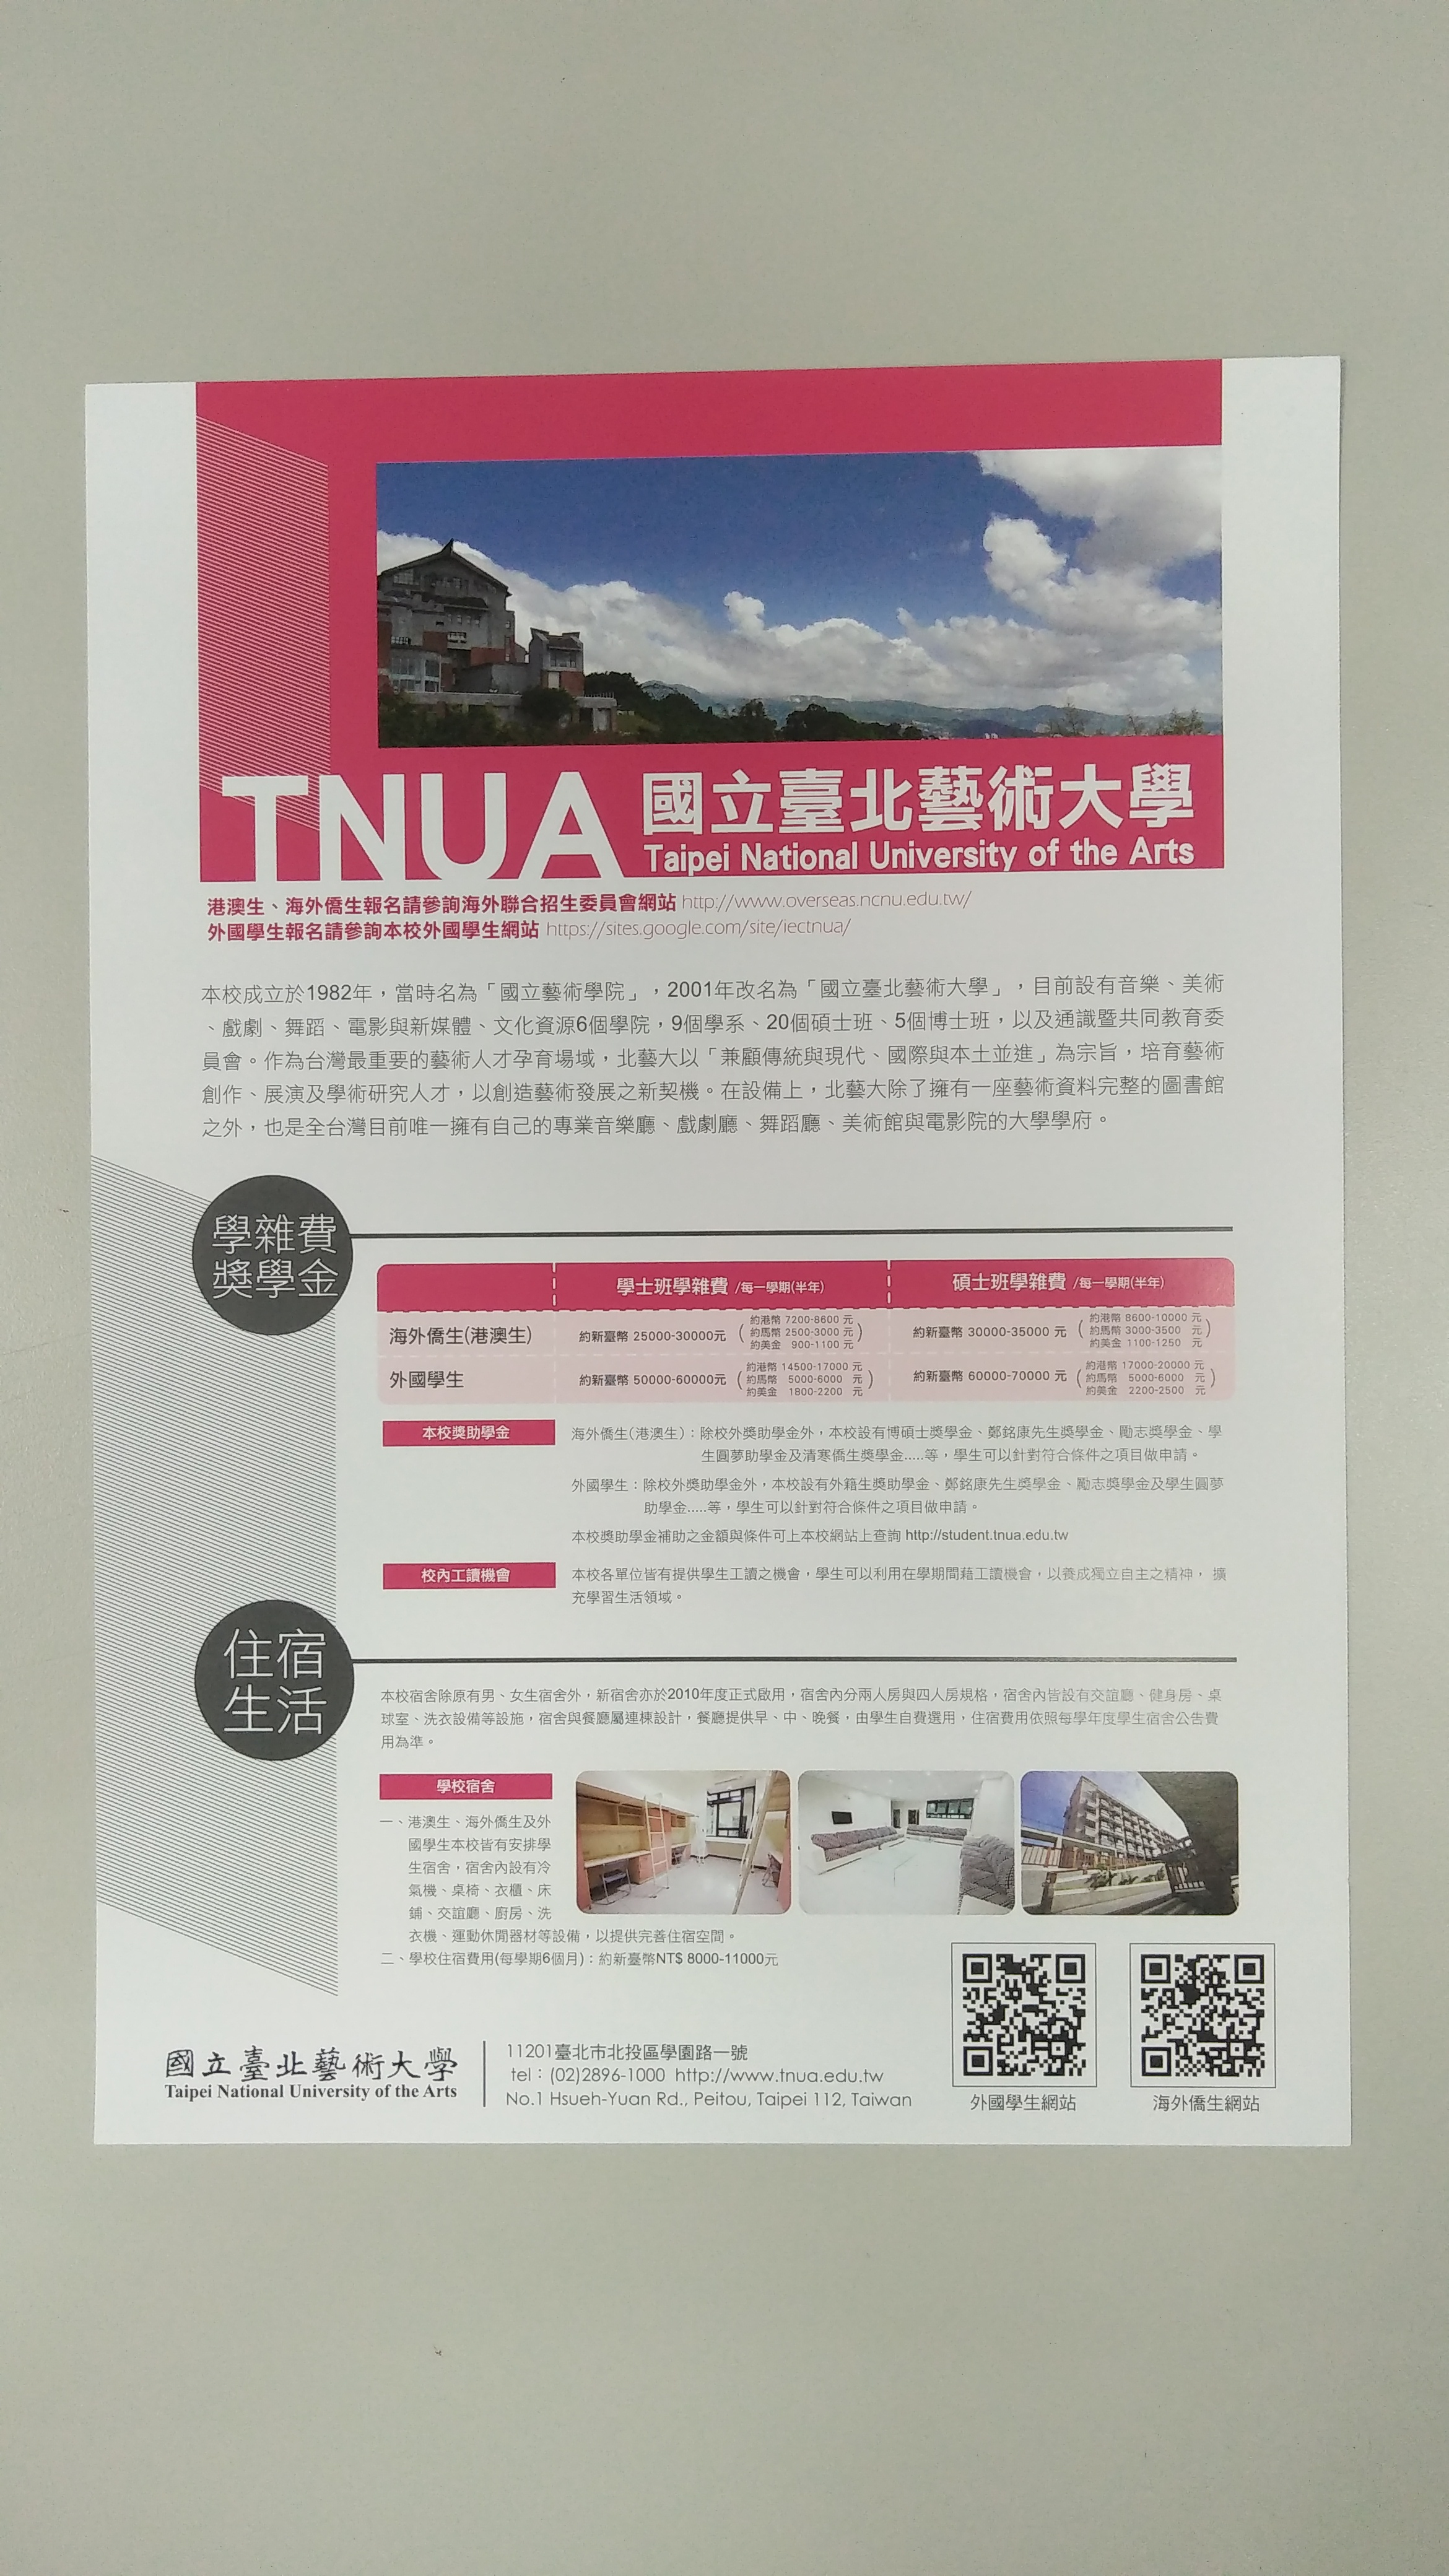 TNUA 國立臺北藝術大學
Taipei National University of the Arts
港澳生、海外僑生報名請參詢海外聯合招生委員會網站 http://www.overseas.ncnu.edu.tw/
外國學生報名請參詢本校外國學生網站 https://sites.google.com/site/iectnua/
本校成立於1982年，當時名為「國立藝術學院」，2001年改名為「國立臺北藝術大學」，目前設有音樂、美術
、戲劇、舞蹈、電影與新媒體、文化資源6個學院，9個學系、20個碩士班、5個博士班，以及通識暨共同教育委
員會。作為台灣最重要的藝術人才孕育場域，北藝大以「兼顧傳統與現代、國際與本土並進」為宗旨，培育藝術
創作、展演及學術研究人才，以創造藝術發展之新契機。在設備上，北藝大除了擁有一座藝術資料完整的圖書館
之外，也是全台灣目前唯一擁有自己的專業音樂廳、戲劇廳、舞蹈廳、美術館與電影院的大學學府。
學雜費
獎學金
學士班學雜費 /每一學期(半年) 碩士班學雜費 /每一學期(半年)
海外僑生(港澳生) 約新臺幣 25000-30000元 (約港幣 7200-8600 元 約馬幣 2500-3000 元 約美金 900-1100 元) 約新臺幣 30000-35000 元 (約港幣 8600-10000 元 約馬幣 3000-3500 元 約美金 1100-1250 元)
外國學生 約新臺幣 50000-60000元 (約港幣 14500-17000 元 約馬幣 5000-6000 元 約美金 1800-2200 元) 約新臺幣 60000-70000 元 (約港幣 17000-20000 元 約馬幣 5000-6000 元 約美金 2200-2500 元)
本校獎助學金
海外僑生(港澳生)：除校外獎助學金外，本校設有博碩士獎學金、鄭銘康先生獎學金、勵志獎學金、學
生圓夢助學金及清寒僑生獎學金.....等，學生可以針對符合條件之項目做申請。
外國學生：除校外獎助學金外，本校設有外籍生獎助學金、鄭銘康先生獎學金、勵志獎學金及學生圓夢
助學金.....等，學生可以針對符合條件之項目做申請。
本校獎助學金補助之金額與條件可上本校網站上查詢 http://student.tnua.edu.tw
校內工讀機會
本校各單位皆有提供學生工讀之機會，學生可以利用在學期間藉工讀機會，以養成獨立自主之精神， 擴
充學習生活領域。
住宿
生活
本校宿舍除原有男、女生宿舍外，新宿舍亦於2010年度正式啟用，宿舍內分兩人房與四人房規格，宿舍內皆設有交誼廳、健身房、桌
球室、洗衣設備等設施，宿舍與餐廳屬連棟設計，餐廳提供早、中、晚餐，由學生自費選用，住宿費用依照每學年度學生宿舍公告費
用為準。
學校宿舍
一、港澳生、海外僑生及外
國學生本校皆有安排學
生宿舍，宿舍內設有冷
氣機、桌椅、衣櫃、床
鋪、交誼廳、廚房、洗
衣機、運動休閒器材等設備，以提供完善住宿空間。
二、學校住宿費用(每學期6個月)：約新臺幣NT$ 8000-11000元
國立臺北藝術大學
Taipei National University of the Arts
11201臺北市北投區學園路一號
tel：(02)2896-1000 http://www.tnua.edu.tw
No.1 Hsueh-Yuan Rd., Peitou, Taipei 112, Taiwan
外國學生網站
海外僑生網站